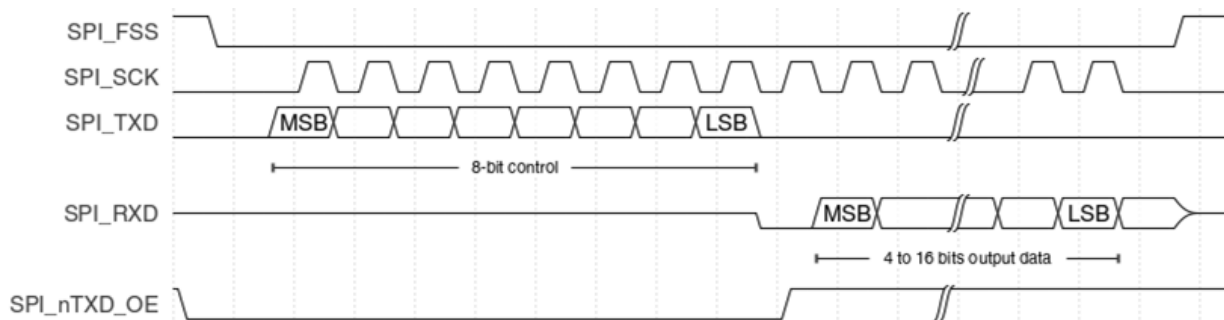 SPI_FSS
SPI_SCK
SPI_TXD
MSB LSB
8-bit control
SPI_RXD
MSB LSB
4 to 16 bits output data
SPI_nTXD_OE